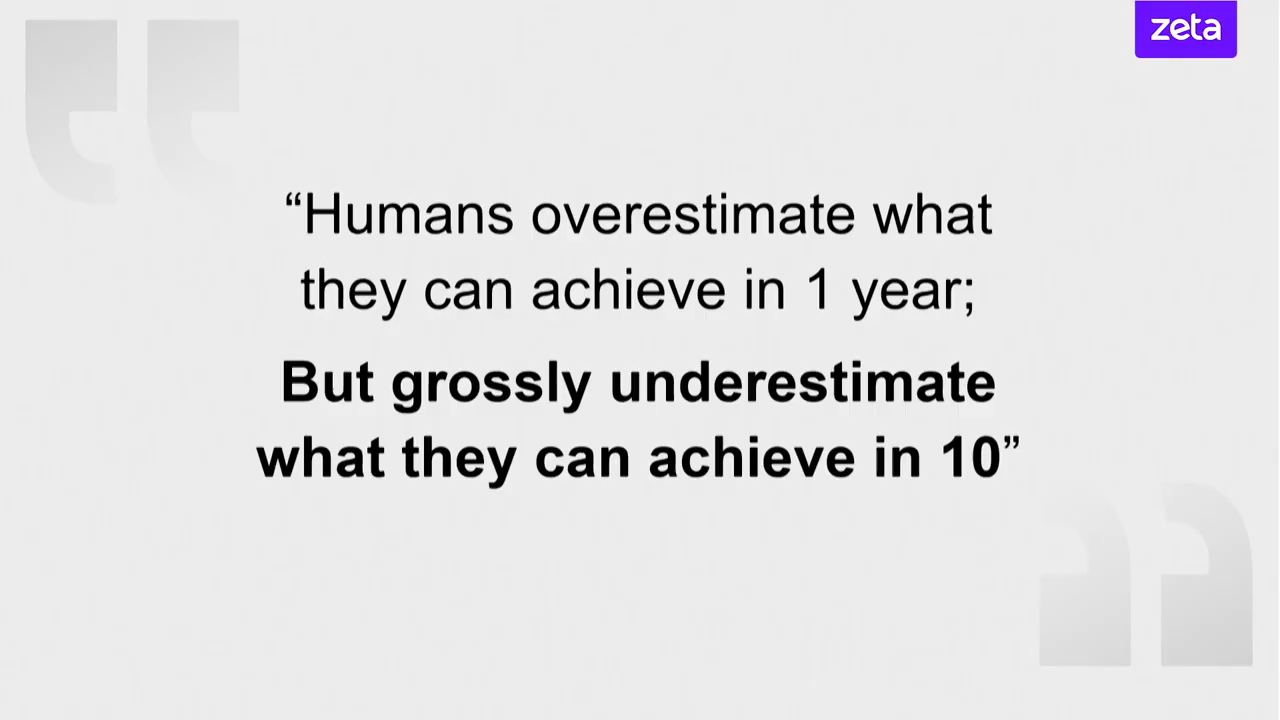 zeta
“Humans overestimate what
they can achieve in 1 year;
But grossly underestimate
what they can achieve in 10”